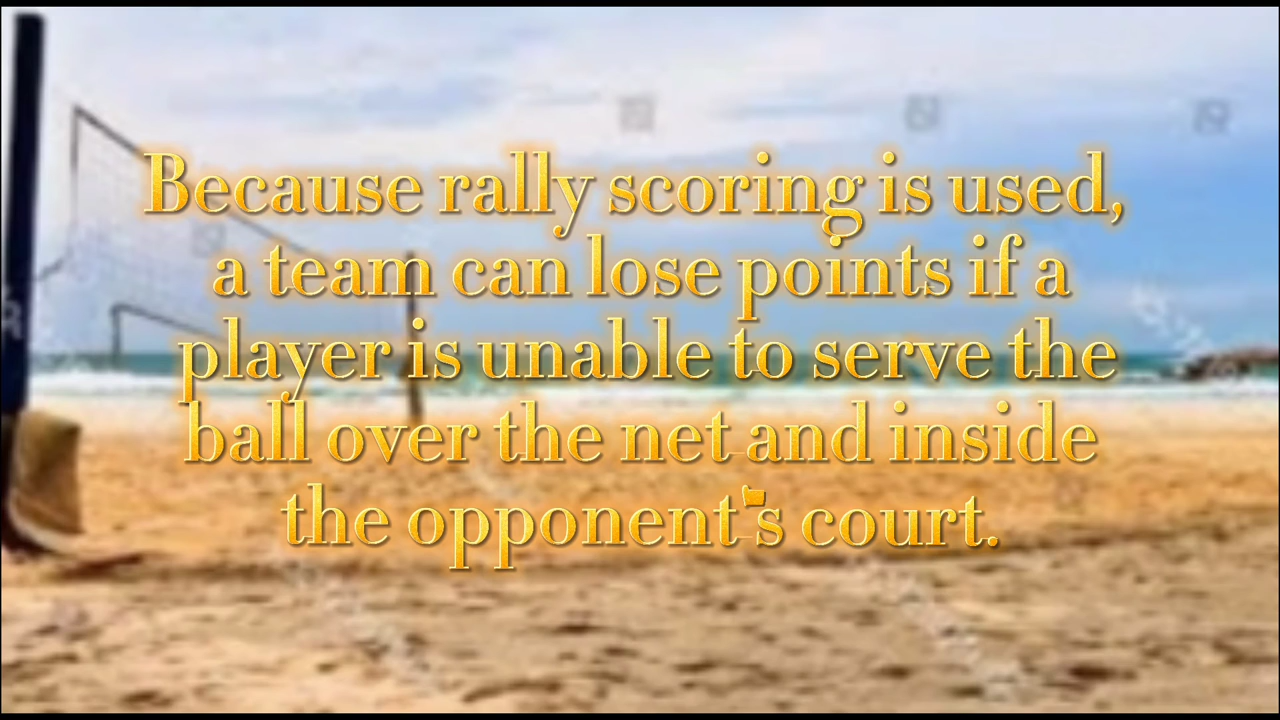 Because rally scoring is used,
a team can lose points if a
player is unable to serve the
ball over the net and inside
the opponent's court.